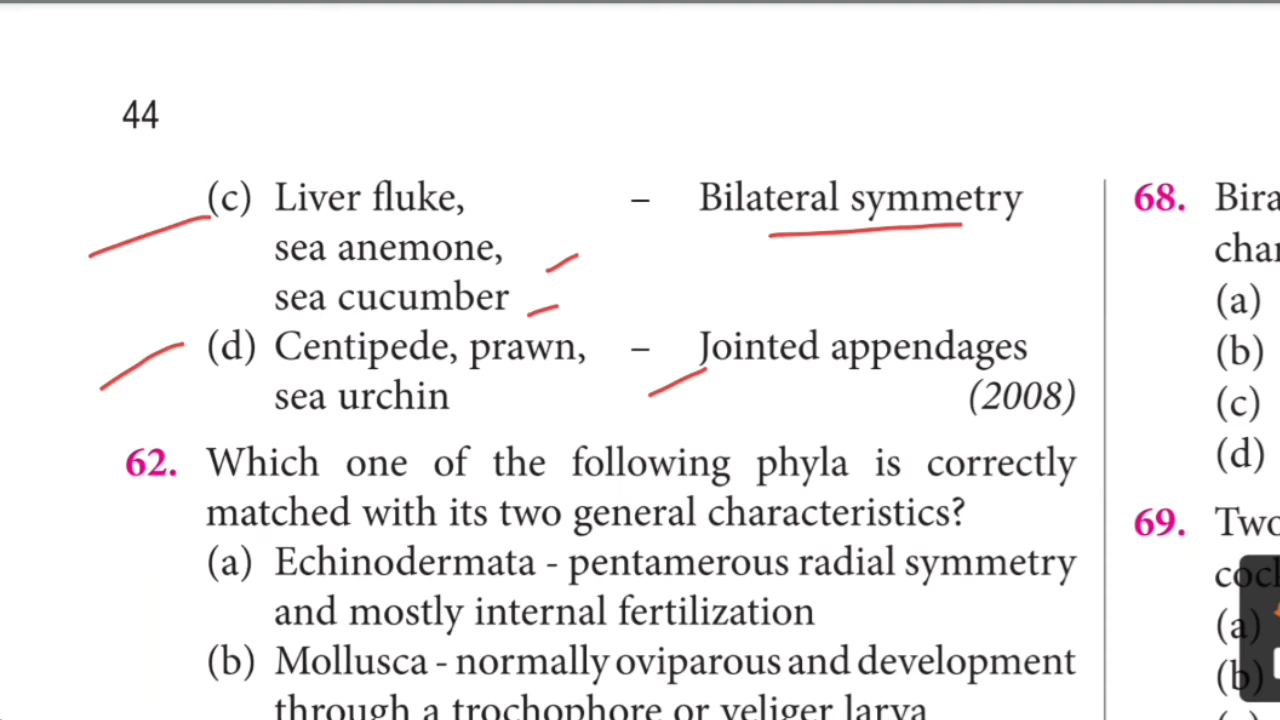 44
(c) Liver fluke, – Bilateral symmetry
sea anemone,
sea cucumber
(d) Centipede, prawn, – Jointed appendages
sea urchin (2008)
62. Which one of the following phyla is correctly
matched with its two general characteristics?
(a) Echinodermata - pentamerous radial symmetry
and mostly internal fertilization
(b) Mollusca - normally oviparous and development
through a trochophore or veliger larva
68. Bira
(a)
(b)
(c)
(d)
69. Two
(a)
(b)